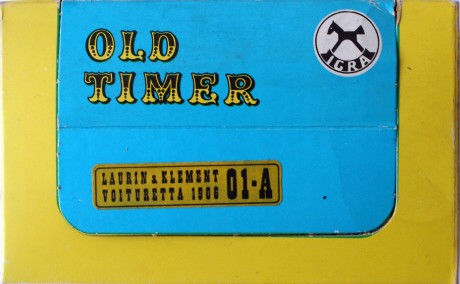 OLD
TIMER
IGRA
LAURIN & KLEMENT
VOITURETTA 1906
01-A